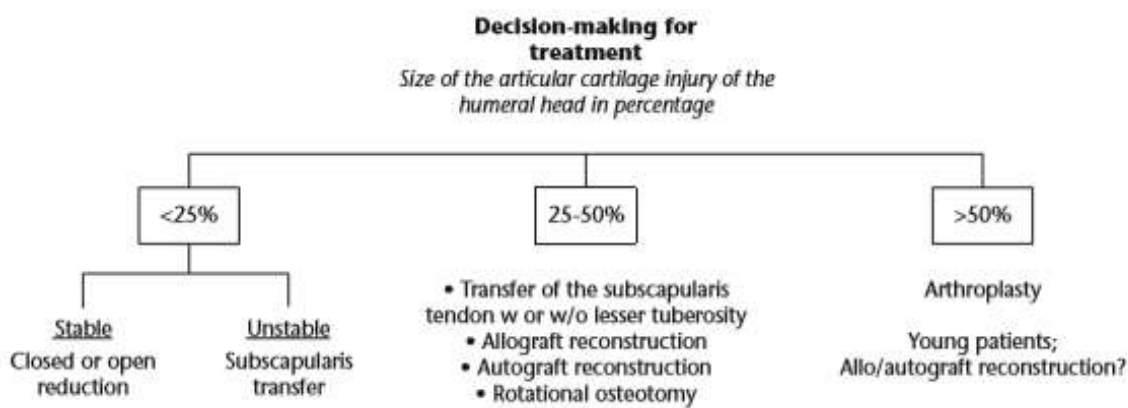 Decision-making for
treatment
Size of the articular cartilage injury of the
humeral head in percentage
<25%
25-50%
>50%
Stable
Closed or open
reduction
Unstable
Subscapularis
transfer
• Transfer of the subscapularis
tendon w or w/o lesser tuberosity
• Allograft reconstruction
• Autograft reconstruction
• Rotational osteotomy
Arthroplasty
Young patients;
Allo/autograft reconstruction?